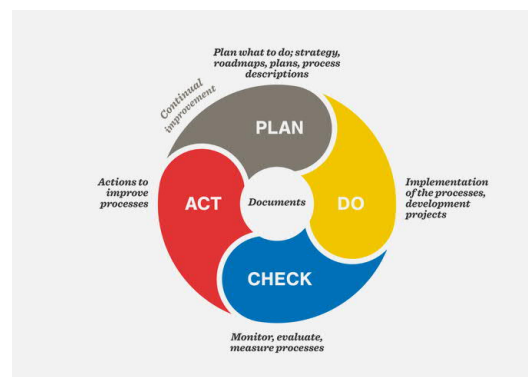 Plan what to do; strategy,
roadmaps, plans, process
descriptions
Continual
improvement
PLAN
Actions to
improve
processes
ACT
Documents
DO
Implementation
of the processes,
development
projects
CHECK
Monitor, evaluate,
measure processes